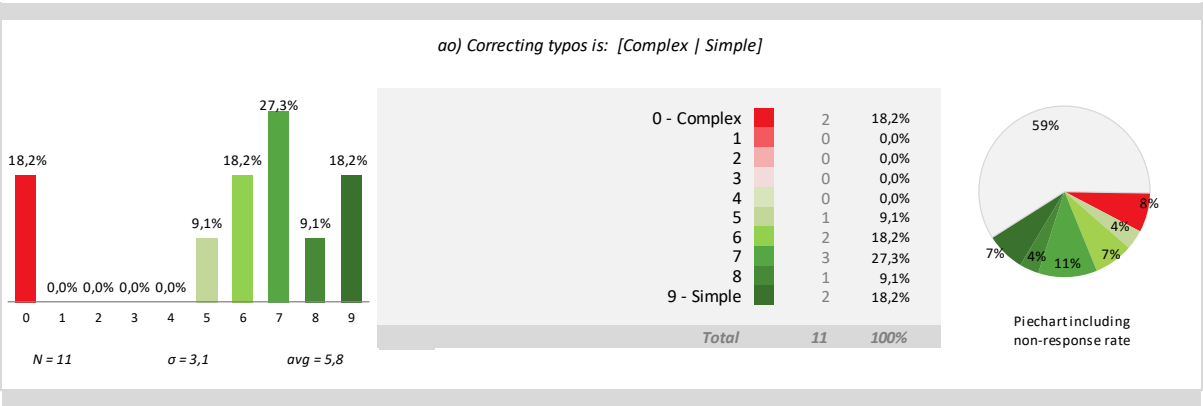 ao) Correcting typos is: [Complex | Simple]
18,2%
0,0%
0,0%
0,0%
0,0%
9,1%
18,2%
27,3%
9,1%
18,2%
0 1 2 3 4 5 6 7 8 9
N = 11 σ = 3,1 avg = 5,8
0 - Complex 2 18,2%
1 0 0,0%
2 0 0,0%
3 0 0,0%
4 0 0,0%
5 1 9,1%
6 2 18,2%
7 3 27,3%
8 1 9,1%
9 - Simple 2 18,2%
Total 11 100%
59%
8%
4%
7%
11%
4%
7%
Piechart including
non-response rate